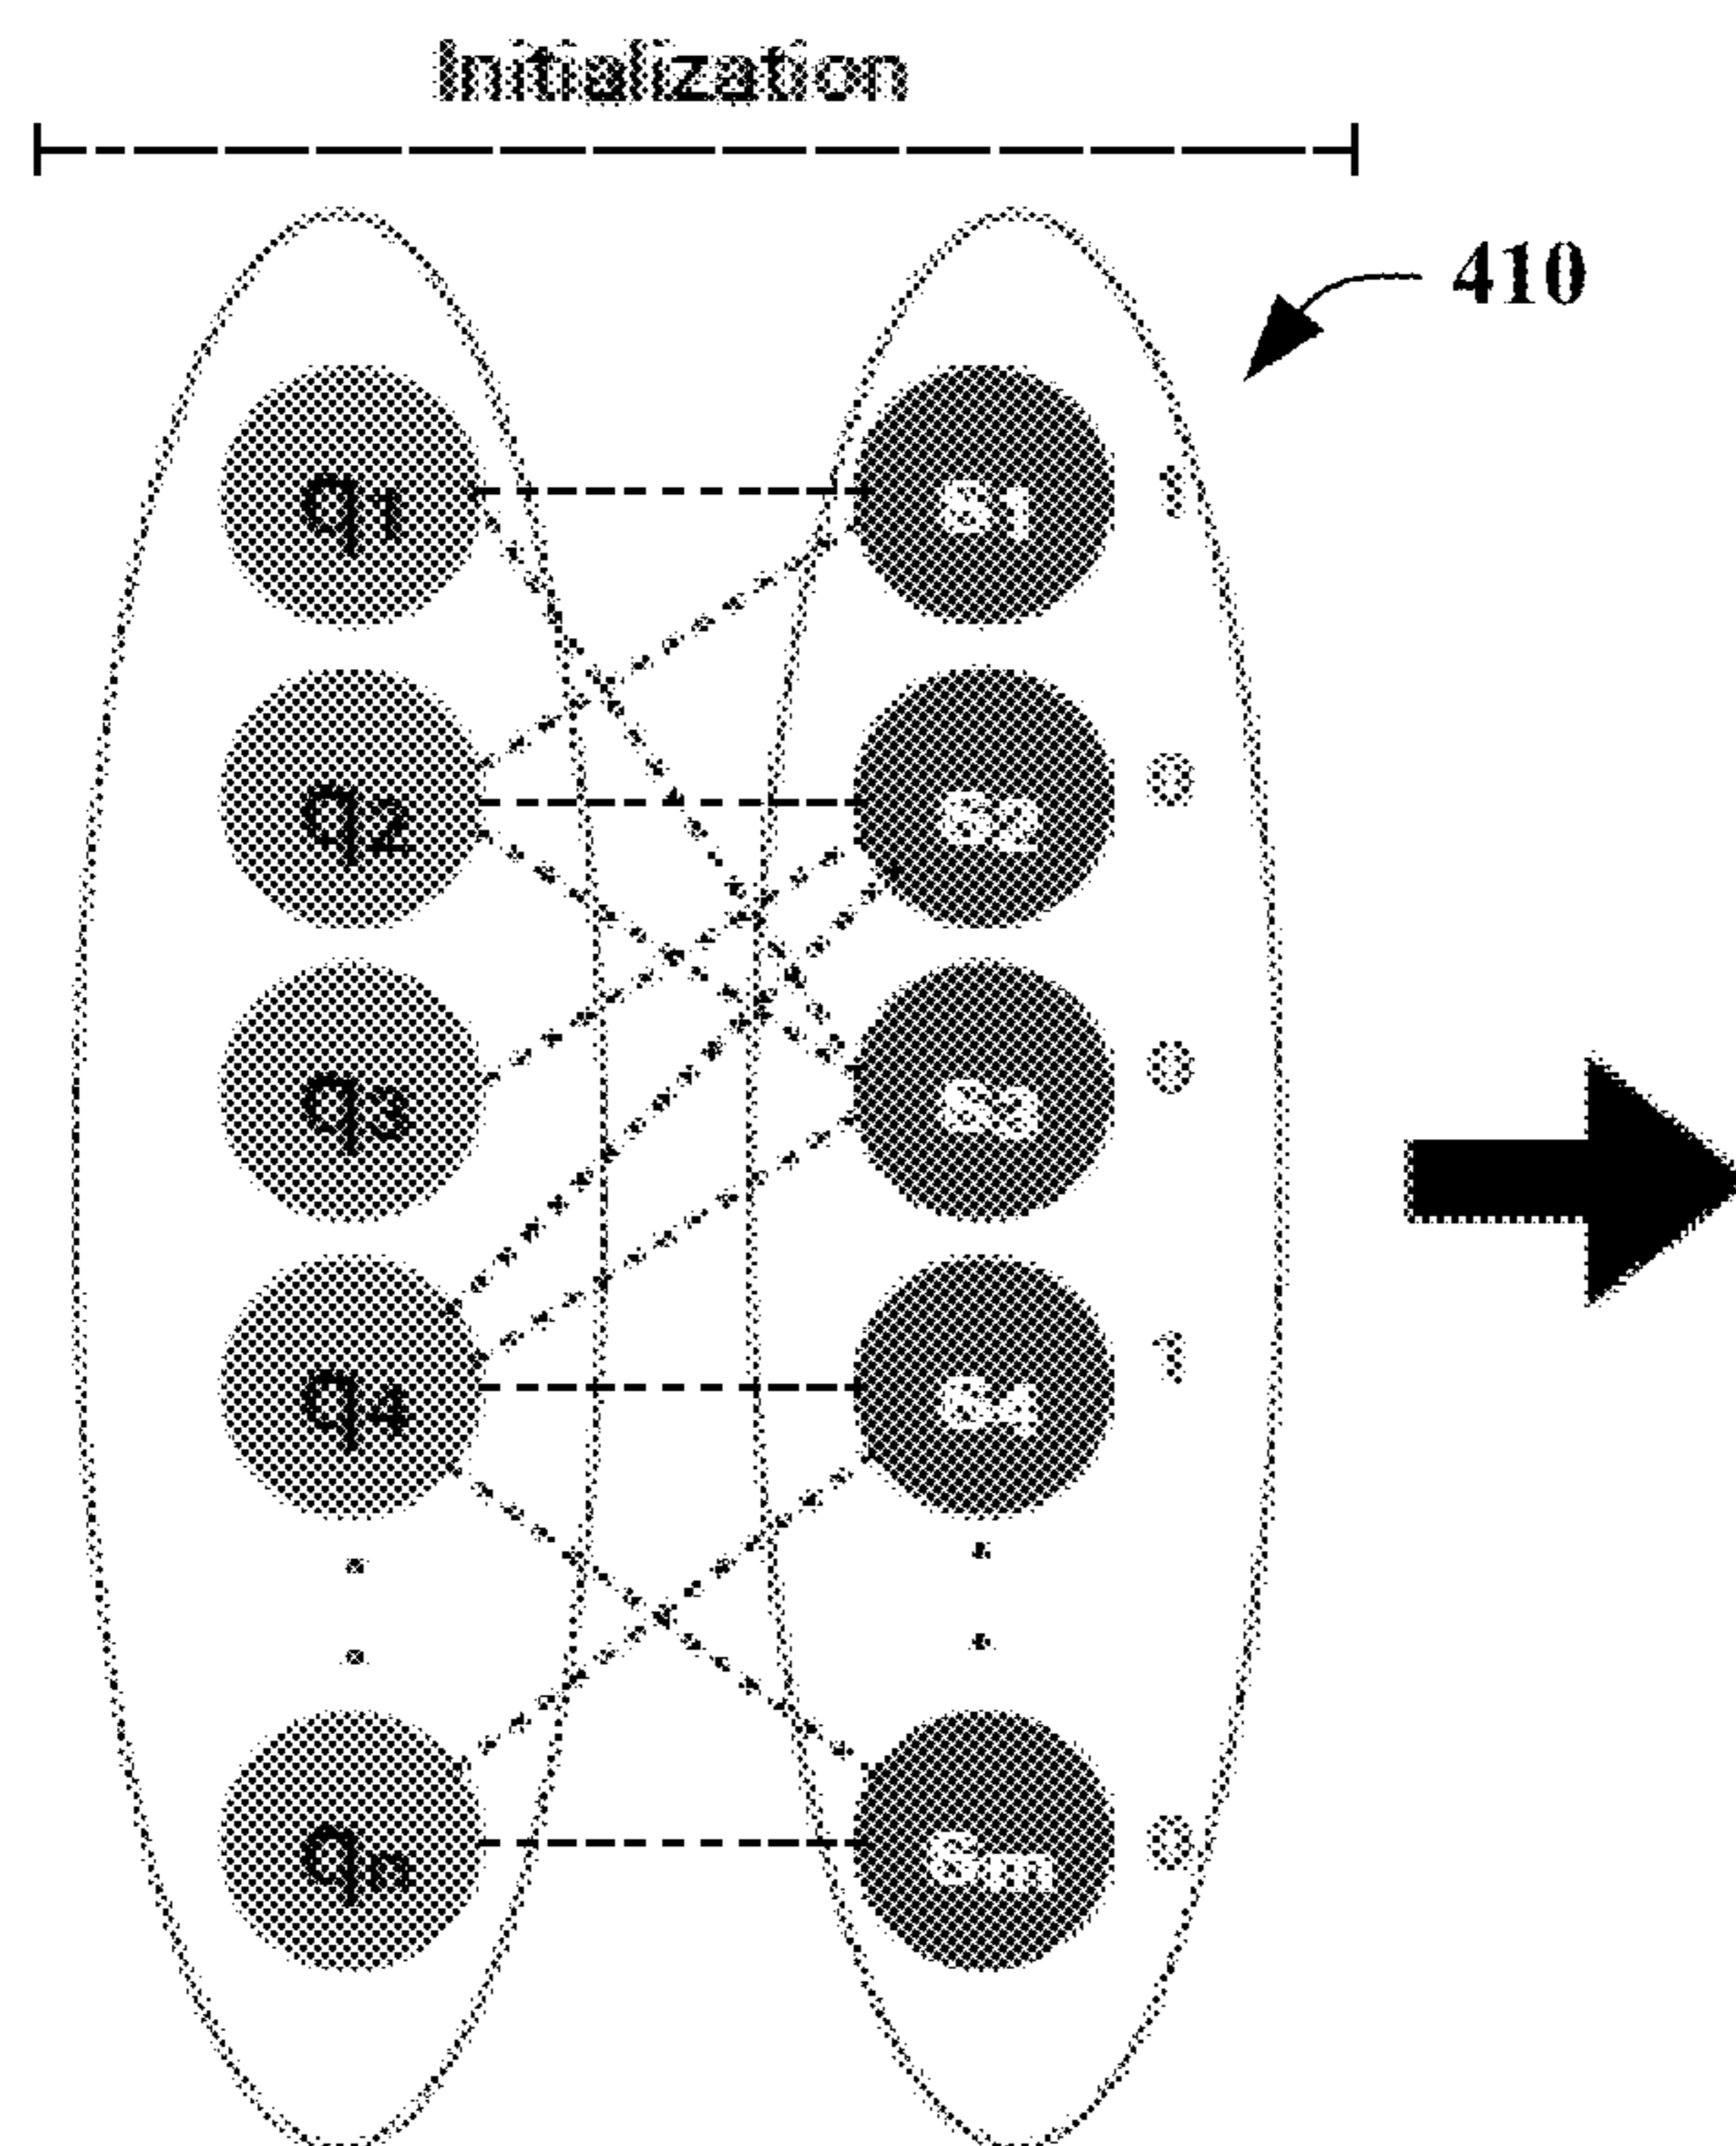 Initialization
410
q1 s1 1
q2 s2 0
q3 s3 0
q4 s4 1
qn sm 0